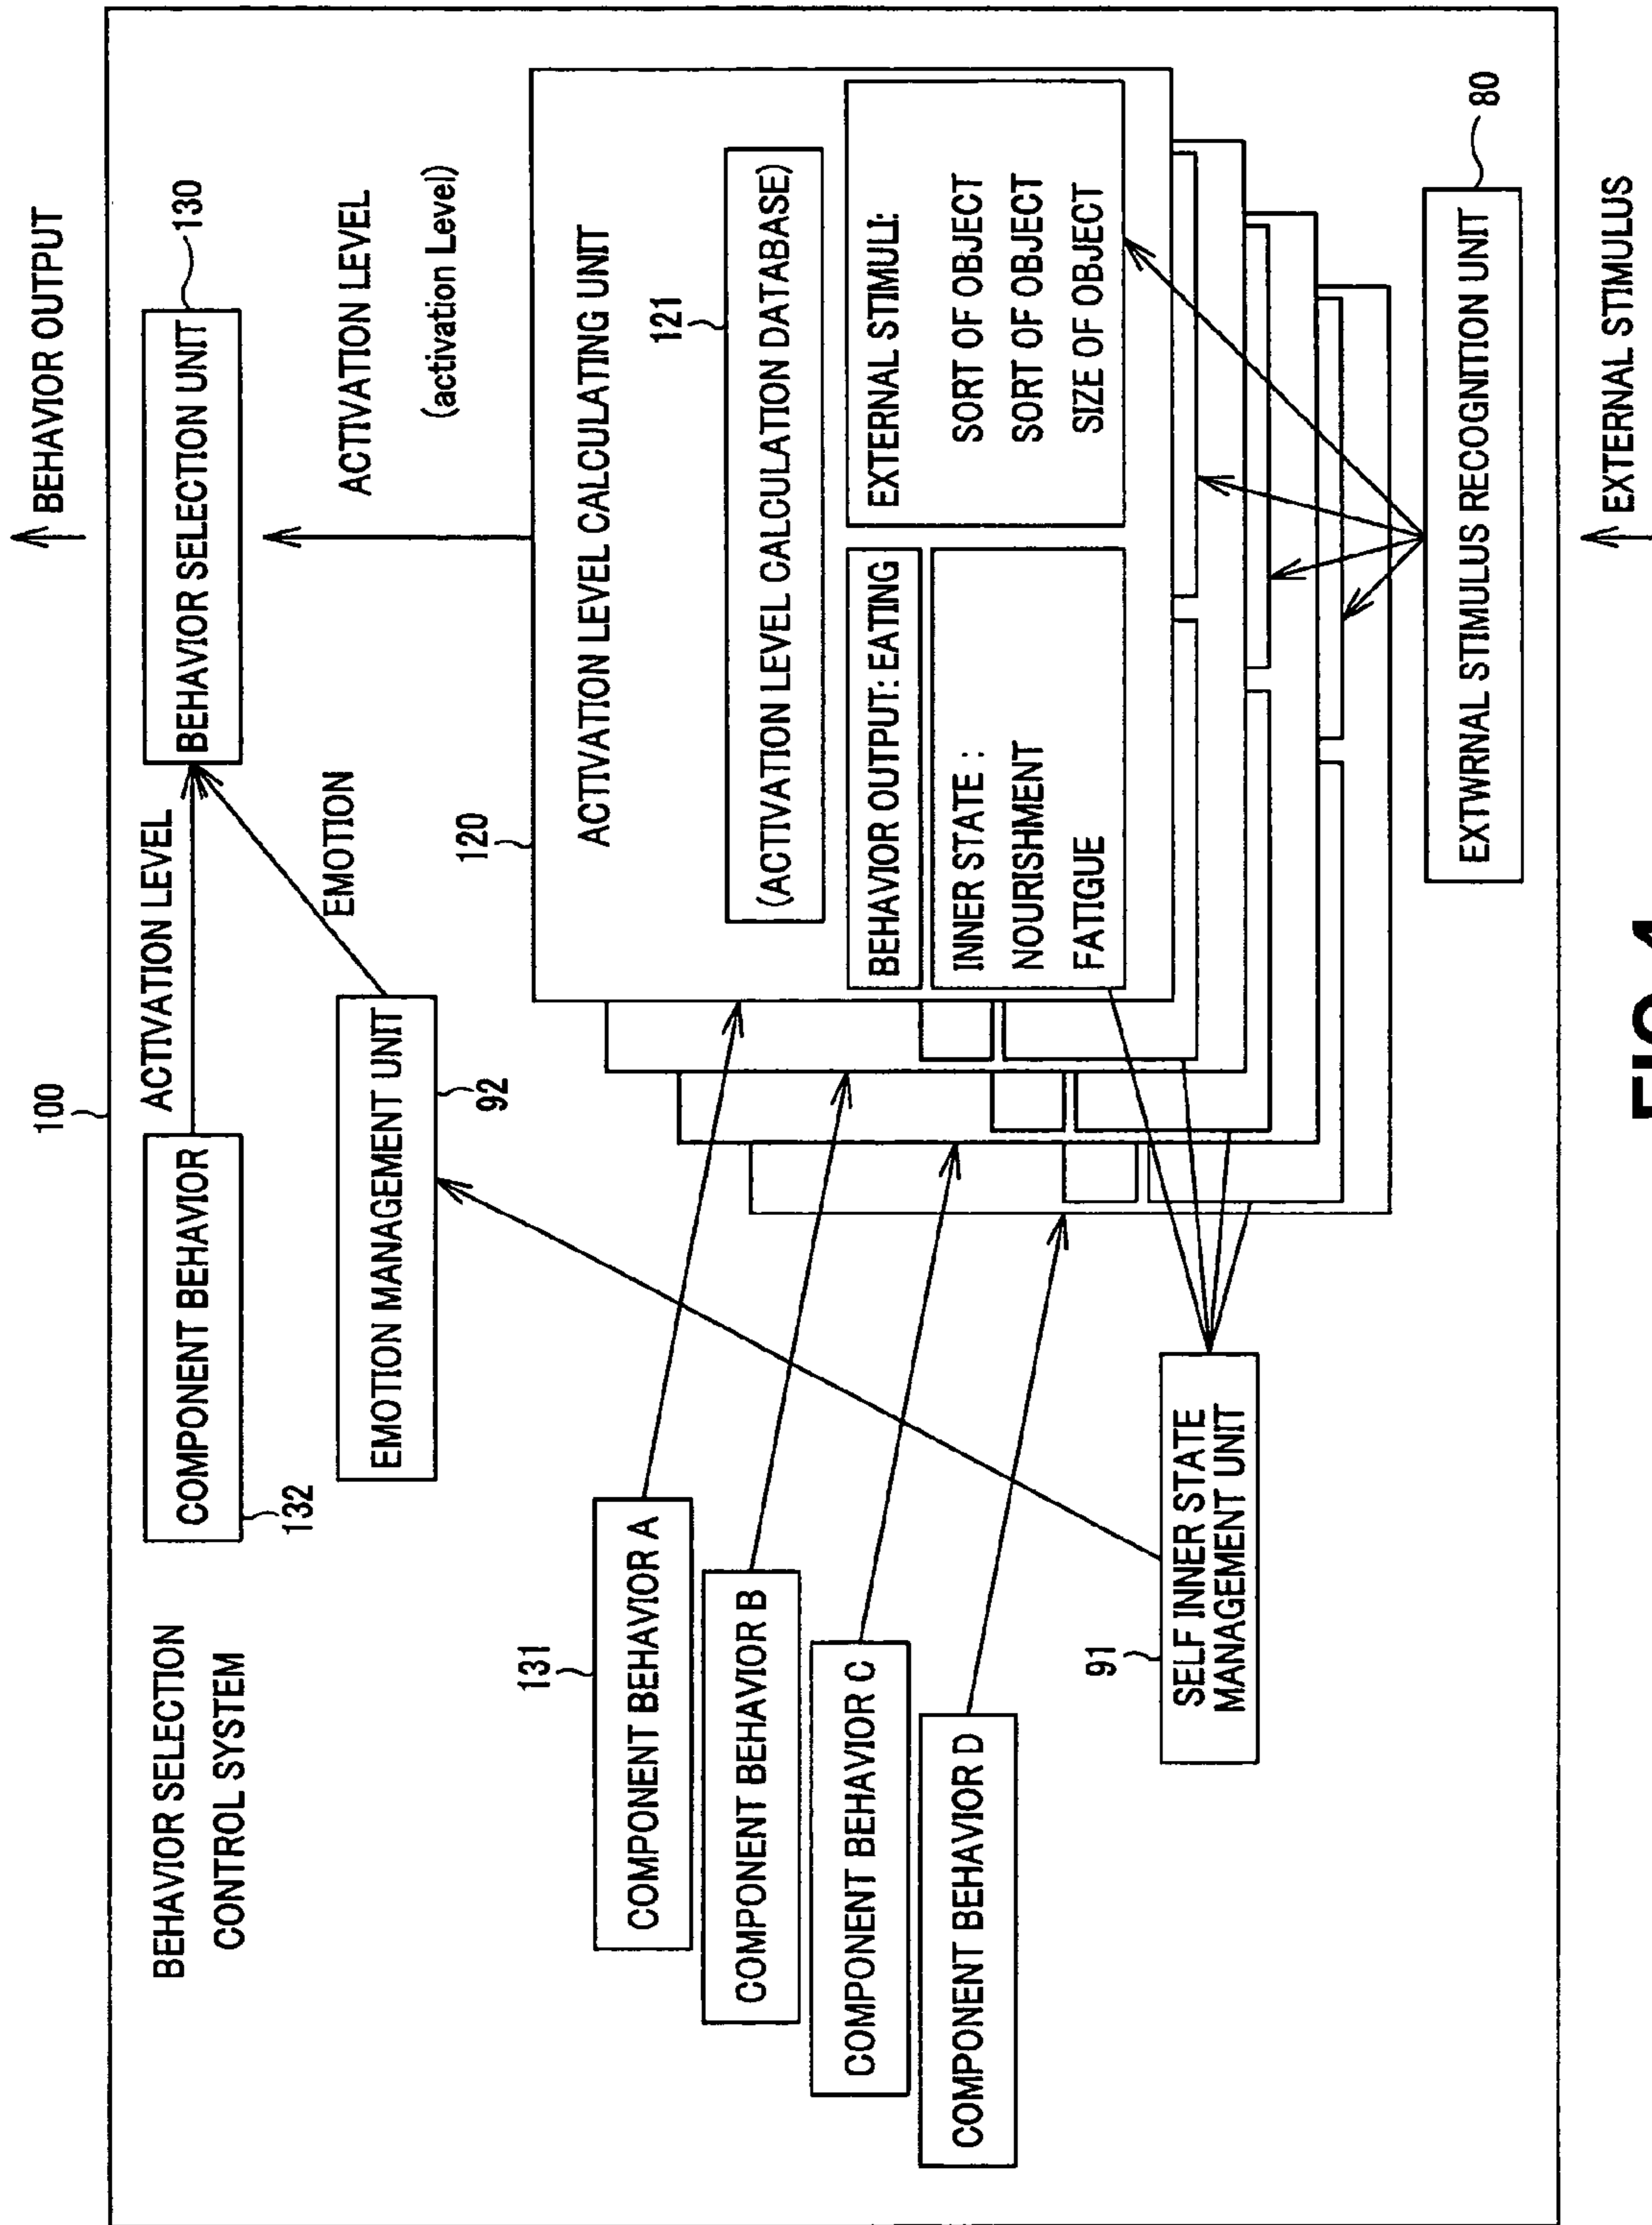 BEHAVIOR OUTPUT
100
BEHAVIOR SELECTION
CONTROL SYSTEM
COMPONENT BEHAVIOR
132
ACTIVATION LEVEL
BEHAVIOR SELECTION UNIT
130
EMOTION MANAGEMENT UNIT
92
EMOTION
ACTIVATION LEVEL
(activation Level)
120
ACTIVATION LEVEL CALCULATING UNIT
121
(ACTIVATION LEVEL CALCULATION DATABASE)
BEHAVIOR OUTPUT: EATING
INNER STATE :
NOURISHMENT
FATIGUE
EXTERNAL STIMULI:
SORT OF OBJECT
SORT OF OBJECT
SIZE OF OBJECT
131
COMPONENT BEHAVIOR A
COMPONENT BEHAVIOR B
COMPONENT BEHAVIOR C
COMPONENT BEHAVIOR D
91
SELF INNER STATE
MANAGEMENT UNIT
EXTWRNAL STIMULUS RECOGNITION UNIT
80
EXTERNAL STIMULUS